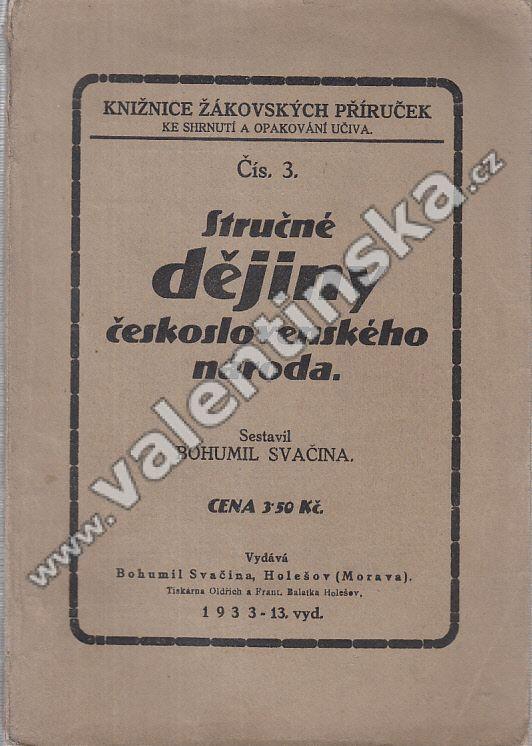 KNIŽNICE ŽÁKOVSKÝCH PŘÍRUČEK
KE SHRNUTÍ A OPAKOVÁNÍ UČIVA.
Čís. 3.
Stručné
dějiny
československého
národa.
Sestavil
BOHUMIL SVAČINA.
CENA 3·50 Kč.
Vydává
Bohumil Svačina, Holešov (Morava).
Tiskárna Oldřich a Frant. Balatka Holešov.
1933-13. vyd.
www.valentinska.cz